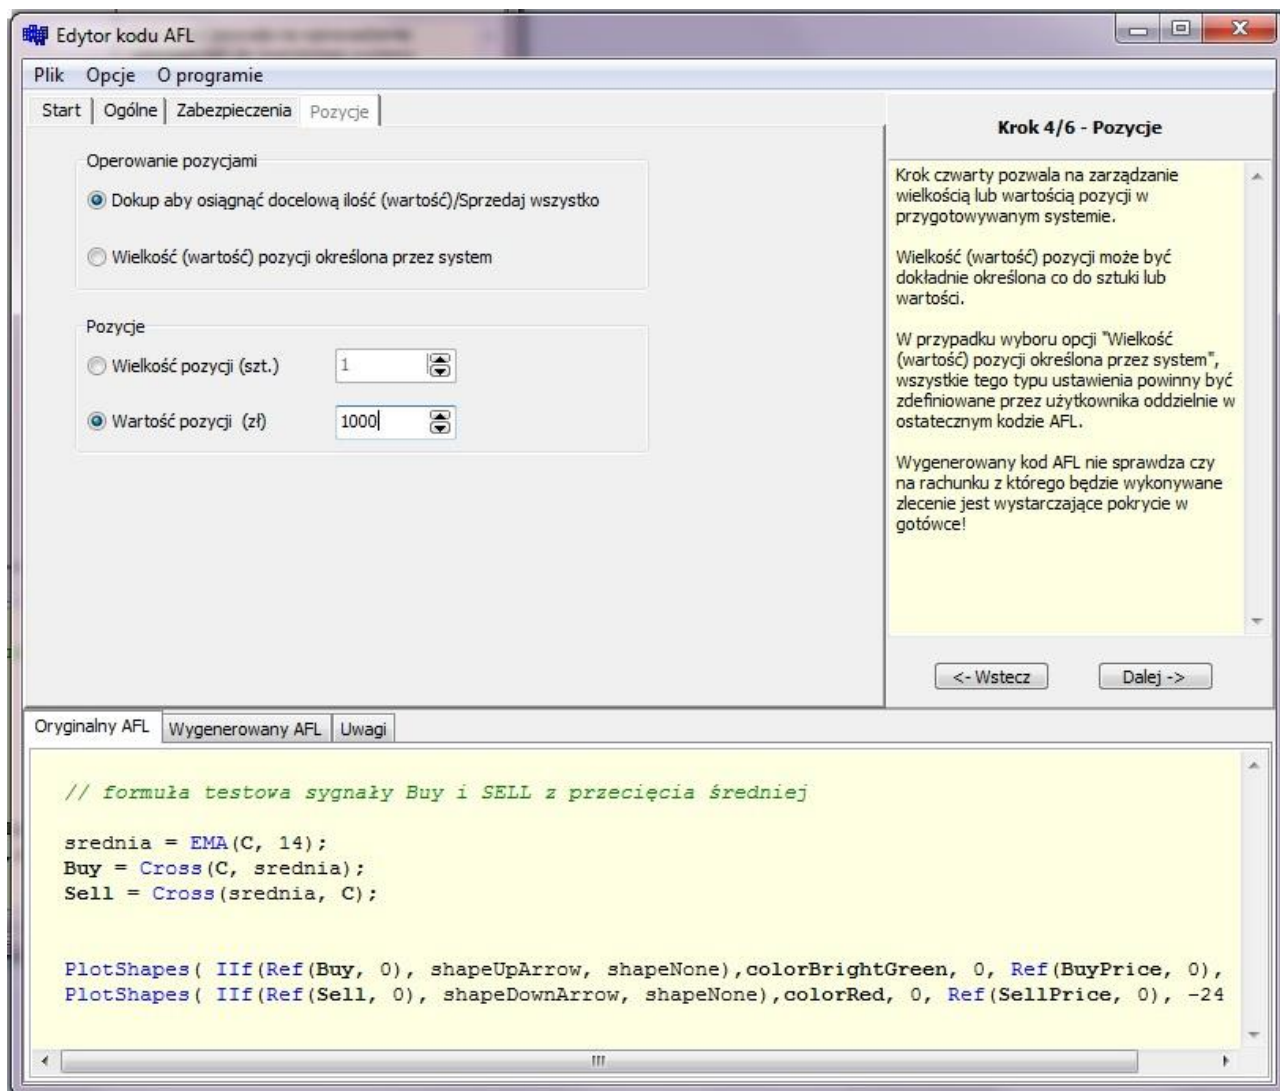 Edytor kodu AFL
Plik Opcje O programie
Start Ogólne Zabezpieczenia Pozycje
Operowanie pozycjami
Dokup aby osiągnąć docelową ilość (wartość)/Sprzedaj wszystko
Wielkość (wartość) pozycji określona przez system
Pozycje
Wielkość pozycji (szt.) 1
Wartość pozycji (zł) 1000
Krok 4/6 - Pozycje
Krok czwarty pozwala na zarządzanie
wielkością lub wartością pozycji w
przygotowywanym systemie.
Wielkość (wartość) pozycji może być
dokładnie określona co do sztuki lub
wartości.
W przypadku wyboru opcji "Wielkość
(wartość) pozycji określona przez system",
wszystkie tego typu ustawienia powinny być
zdefiniowane przez użytkownika oddzielnie w
ostatecznym kodzie AFL.
Wygenerowany kod AFL nie sprawdza czy
na rachunku z którego będzie wykonywane
zlecenie jest wystarczające pokrycie w
gotówce!
<- Wstecz Dalej ->
Oryginalny AFL Wygenerowany AFL Uwagi
// formuła testowa sygnały Buy i SELL z przecięcia średniej
srednia = EMA(C, 14);
Buy = Cross(C, srednia);
Sell = Cross(srednia, C);
PlotShapes( IIf(Ref(Buy, 0), shapeUpArrow, shapeNone),colorBrightGreen, 0, Ref(BuyPrice, 0),
PlotShapes( IIf(Ref(Sell, 0), shapeDownArrow, shapeNone),colorRed, 0, Ref(SellPrice, 0), -24